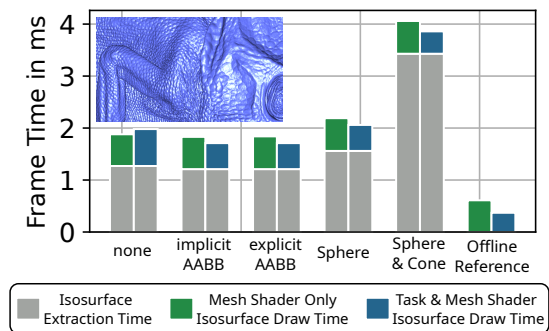 Frame Time in ms
4
3
2
1
0
none
implicit
AABB
explicit
AABB
Sphere
Sphere
& Cone
Offline
Reference
Isosurface
Extraction Time
Mesh Shader Only
Isosurface Draw Time
Task & Mesh Shader
Isosurface Draw Time